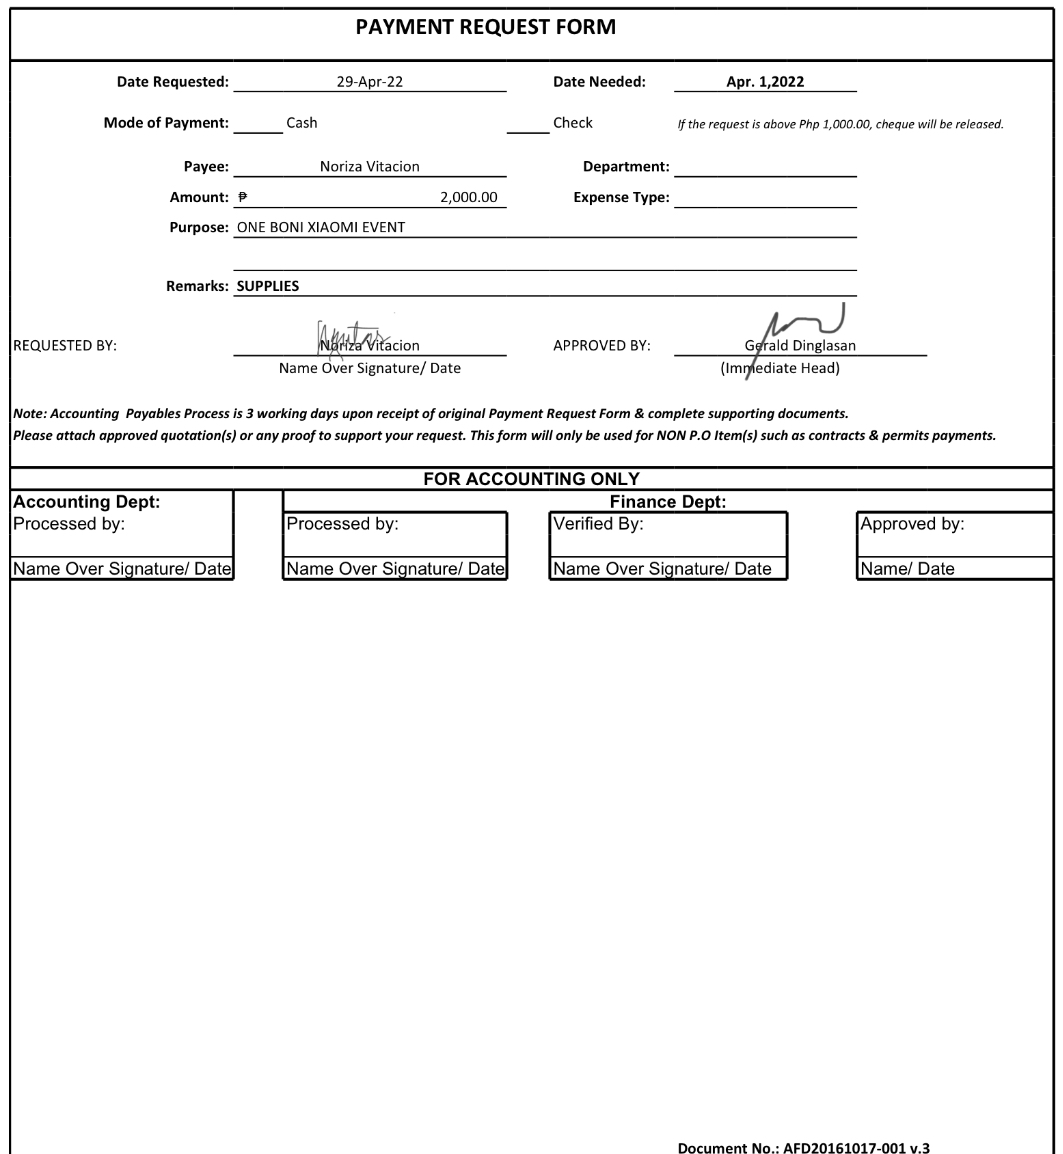 PAYMENT REQUEST FORM
Date Requested: 29-Apr-22 Date Needed: Apr. 1,2022
Mode of Payment: Cash Check If the request is above Php 1,000.00, cheque will be released.
Payee: Noriza Vitacion Department:
Amount: ₱ 2,000.00 Expense Type:
Purpose: ONE BONI XIAOMI EVENT
Remarks: SUPPLIES
REQUESTED BY: Noriza Vitacion APPROVED BY: Gerald Dinglasan
Name Over Signature/ Date (Immediate Head)
Note: Accounting Payables Process is 3 working days upon receipt of original Payment Request Form & complete supporting documents.
Please attach approved quotation(s) or any proof to support your request. This form will only be used for NON P.O Item(s) such as contracts & permits payments.
FOR ACCOUNTING ONLY
Accounting Dept: Finance Dept:
Processed by: Processed by: Verified By: Approved by:
Name Over Signature/ Date Name Over Signature/ Date Name Over Signature/ Date Name/ Date
Document No.: AFD20161017-001 v.3